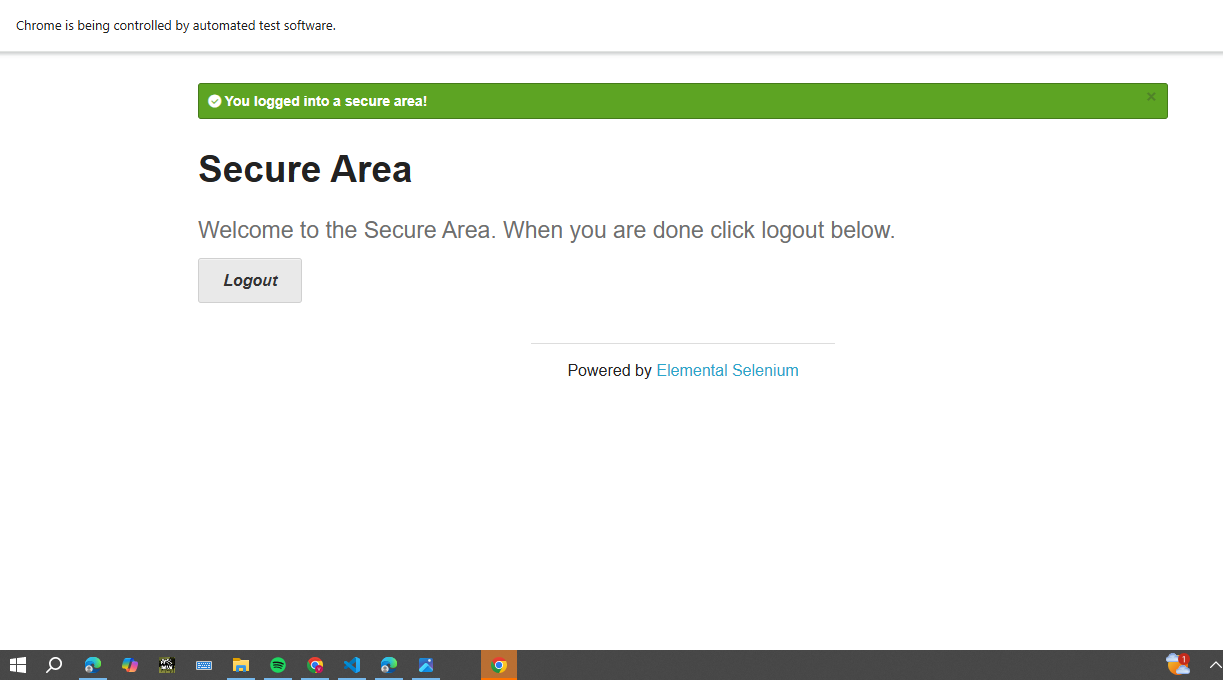 Chrome is being controlled by automated test software.
You logged into a secure area!
×
Secure Area
Welcome to the Secure Area. When you are done click logout below.
Logout
Powered by Elemental Selenium
1